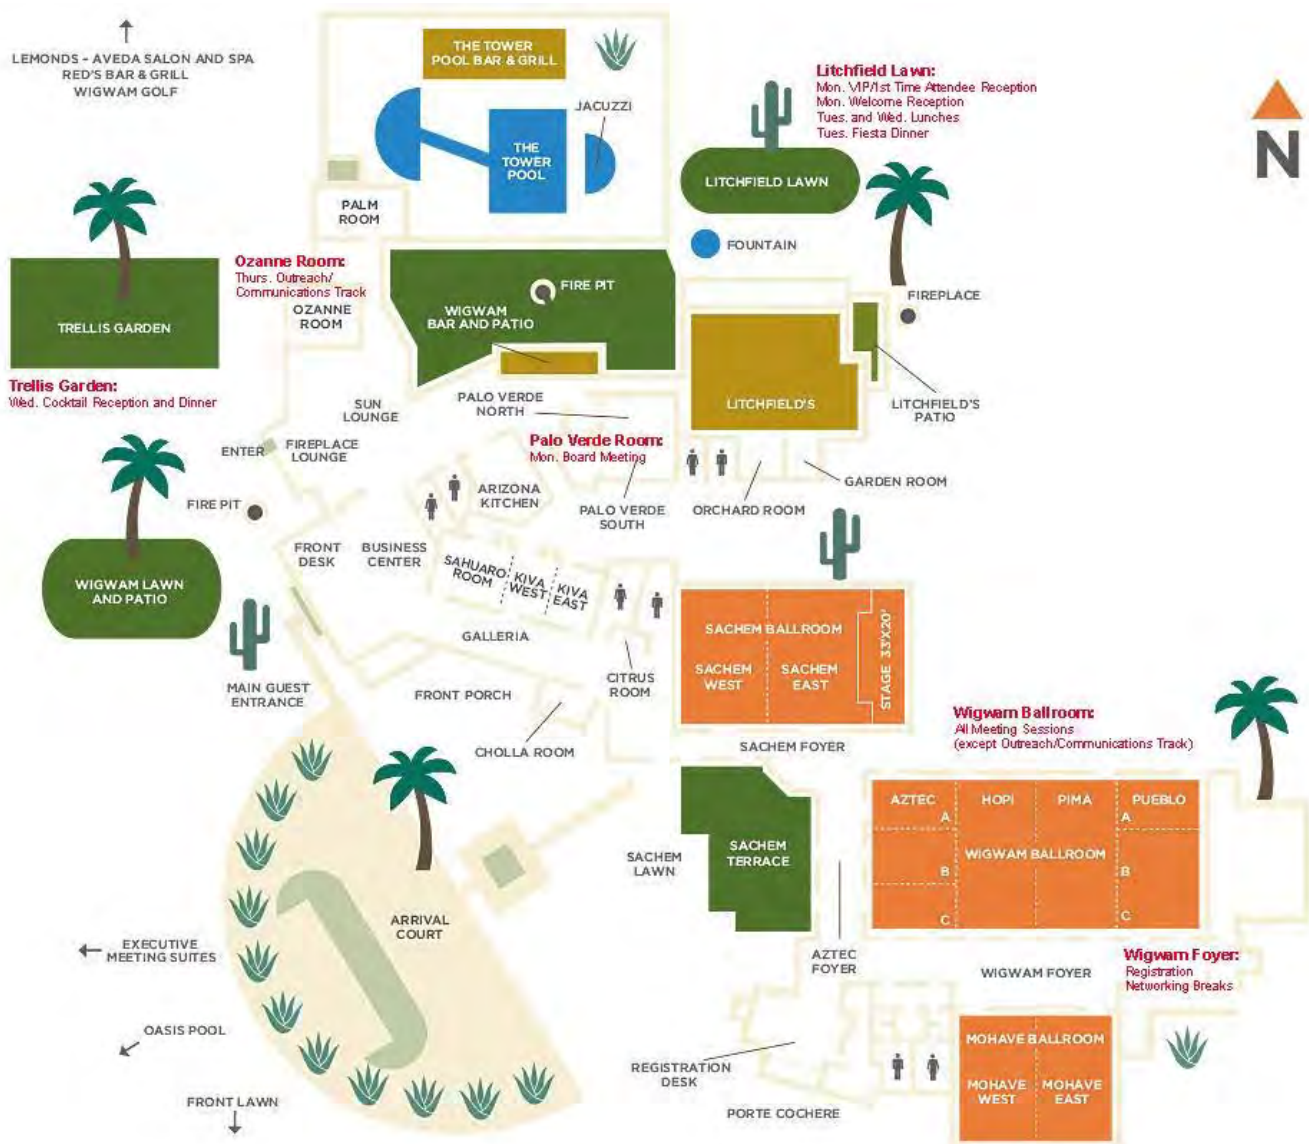 LEMONDS – AVEDA SALON AND SPA
RED'S BAR & GRILL
WIGWAM GOLF
THE TOWER
POOL BAR & GRILL
JACUZZI
THE
TOWER
POOL
Litchfield Lawn:
Mon. VIP/1st Time Attendee Reception
Mon. Welcome Reception
Tues. and Wed. Lunches
Tues. Fiesta Dinner
N
LITCHFIELD LAWN
PALM
ROOM
FOUNTAIN
Ozanne Room:
Thurs. Outreach/
Communications Track
OZANNE
ROOM
FIRE PIT
WIGWAM
BAR AND PATIO
FIREPLACE
TRELLIS GARDEN
Trellis Garden:
Wed. Cocktail Reception and Dinner
SUN
LOUNGE
PALO VERDE
NORTH
LITCHFIELD'S
LITCHFIELD'S
PATIO
ENTER
FIREPLACE
LOUNGE
Palo Verde Room:
Mon. Board Meeting
ARIZONA
KITCHEN
GARDEN ROOM
FIRE PIT
PALO VERDE
SOUTH
ORCHARD ROOM
FRONT
DESK
BUSINESS
CENTER
SAHUARO
ROOM
KIVA
WEST
KIVA
EAST
WIGWAM LAWN
AND PATIO
GALLERIA
SACHEM BALLROOM
SACHEM
WEST
SACHEM
EAST
STAGE 33'X20'
CITRUS
ROOM
MAIN GUEST
ENTRANCE
FRONT PORCH
CHOLLA ROOM
SACHEM FOYER
Wigwam Ballroom:
All Meeting Sessions
(except Outreach/Communications Track)
AZTEC
A
HOPI
PIMA
PUEBLO
A
WIGWAM BALLROOM
B
B
C
C
SACHEM
TERRACE
SACHEM
LAWN
ARRIVAL
COURT
EXECUTIVE
MEETING SUITES
AZTEC
FOYER
WIGWAM FOYER
Wigwam Foyer:
Registration
Networking Breaks
OASIS POOL
REGISTRATION
DESK
MOHAVE BALLROOM
MOHAVE
WEST
MOHAVE
EAST
FRONT LAWN
PORTE COCHERE